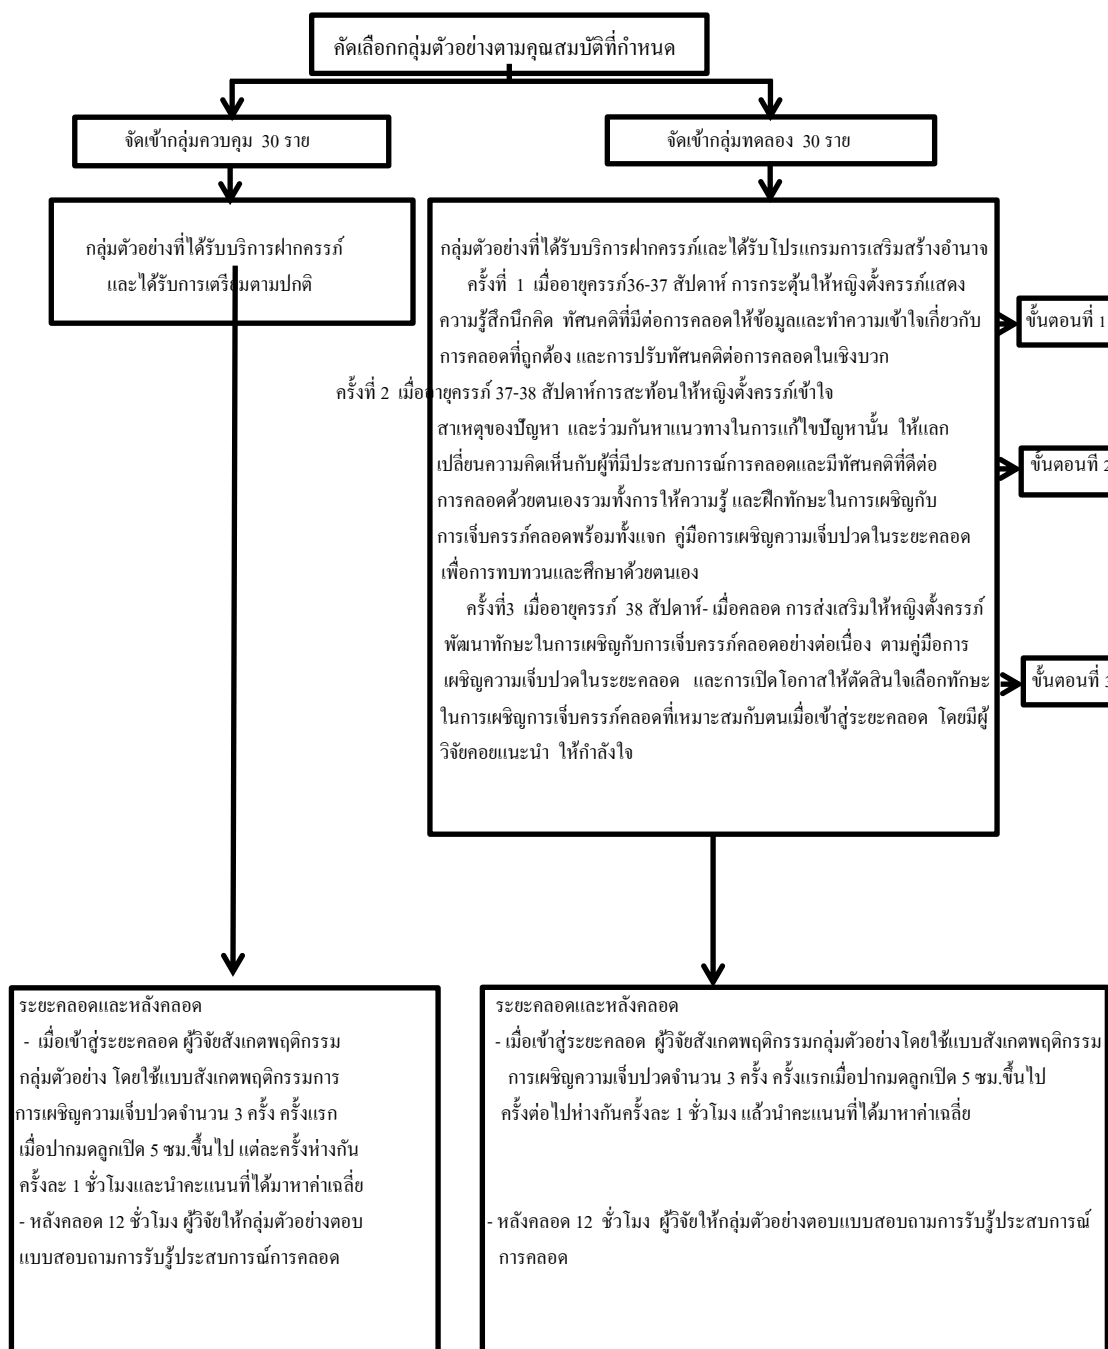 คัดเลือกกลุ่มตัวอย่างตามคุณสมบัติที่กำหนด
จัดเข้ากลุ่มควบคุม 30 ราย
จัดเข้ากลุ่มทดลอง 30 ราย
กลุ่มตัวอย่างที่ได้รับบริการฝากครรภ์
และได้รับการเตรียมตามปกติ
กลุ่มตัวอย่างที่ได้รับบริการฝากครรภ์และได้รับโปรแกรมการเสริมสร้างอำนาจ
ครั้งที่ 1 เมื่ออายุครรภ์36-37 สัปดาห์ การกระตุ้นให้หญิงตั้งครรภ์แสดง
ความรู้สึกนึกคิด ทัศนคติที่มีต่อการคลอดให้ข้อมูลและทำความเข้าใจเกี่ยวกับ
การคลอดที่ถูกต้อง และการปรับทัศนคติต่อการคลอดในเชิงบวก
ครั้งที่ 2 เมื่ออายุครรภ์ 37-38 สัปดาห์การสะท้อนให้หญิงตั้งครรภ์เข้าใจ
สาเหตุของปัญหา และร่วมกันหาแนวทางในการแก้ไขปัญหานั้น ให้แลก
เปลี่ยนความคิดเห็นกับผู้ที่มีประสบการณ์การคลอดและมีทัศนคติที่ดีต่อ
การคลอดด้วยตนเองรวมทั้งการให้ความรู้ และฝึกทักษะในการเผชิญกับ
การเจ็บครรภ์คลอดพร้อมทั้งแจก คู่มือการเผชิญความเจ็บปวดในระยะคลอด
เพื่อการทบทวนและศึกษาด้วยตนเอง
ครั้งที่3 เมื่ออายุครรภ์ 38 สัปดาห์- เมื่อคลอด การส่งเสริมให้หญิงตั้งครรภ์
พัฒนาทักษะในการเผชิญกับการเจ็บครรภ์คลอดอย่างต่อเนื่อง ตามคู่มือการ
เผชิญความเจ็บปวดในระยะคลอด และการเปิดโอกาสให้ตัดสินใจเลือกทักษะ
ในการเผชิญการเจ็บครรภ์คลอดที่เหมาะสมกับตนเมื่อเข้าสู่ระยะคลอด โดยมีผู้
วิจัยคอยแนะนำ ให้กำลังใจ
ขั้นตอนที่ 1
ขั้นตอนที่ 2
ขั้นตอนที่ 3
ระยะคลอดและหลังคลอด
- เมื่อเข้าสู่ระยะคลอด ผู้วิจัยสังเกตพฤติกรรม
กลุ่มตัวอย่าง โดยใช้แบบสังเกตพฤติกรรมการ
การเผชิญความเจ็บปวดจำนวน 3 ครั้ง ครั้งแรก
เมื่อปากมดลูกเปิด 5 ซม.ขึ้นไป แต่ละครั้งห่างกัน
ครั้งละ 1 ชั่วโมงและนำคะแนนที่ได้มาหาค่าเฉลี่ย
- หลังคลอด 12 ชั่วโมง ผู้วิจัยให้กลุ่มตัวอย่างตอบ
แบบสอบถามการรับรู้ประสบการณ์การคลอด
ระยะคลอดและหลังคลอด
- เมื่อเข้าสู่ระยะคลอด ผู้วิจัยสังเกตพฤติกรรมกลุ่มตัวอย่างโดยใช้แบบสังเกตพฤติกรรม
การเผชิญความเจ็บปวดจำนวน 3 ครั้ง ครั้งแรกเมื่อปากมดลูกเปิด 5 ซม.ขึ้นไป
ครั้งต่อไปห่างกันครั้งละ 1 ชั่วโมง แล้วนำคะแนนที่ได้มาหาค่าเฉลี่ย
- หลังคลอด 12 ชั่วโมง ผู้วิจัยให้กลุ่มตัวอย่างตอบแบบสอบถามการรับรู้ประสบการณ์
การคลอด